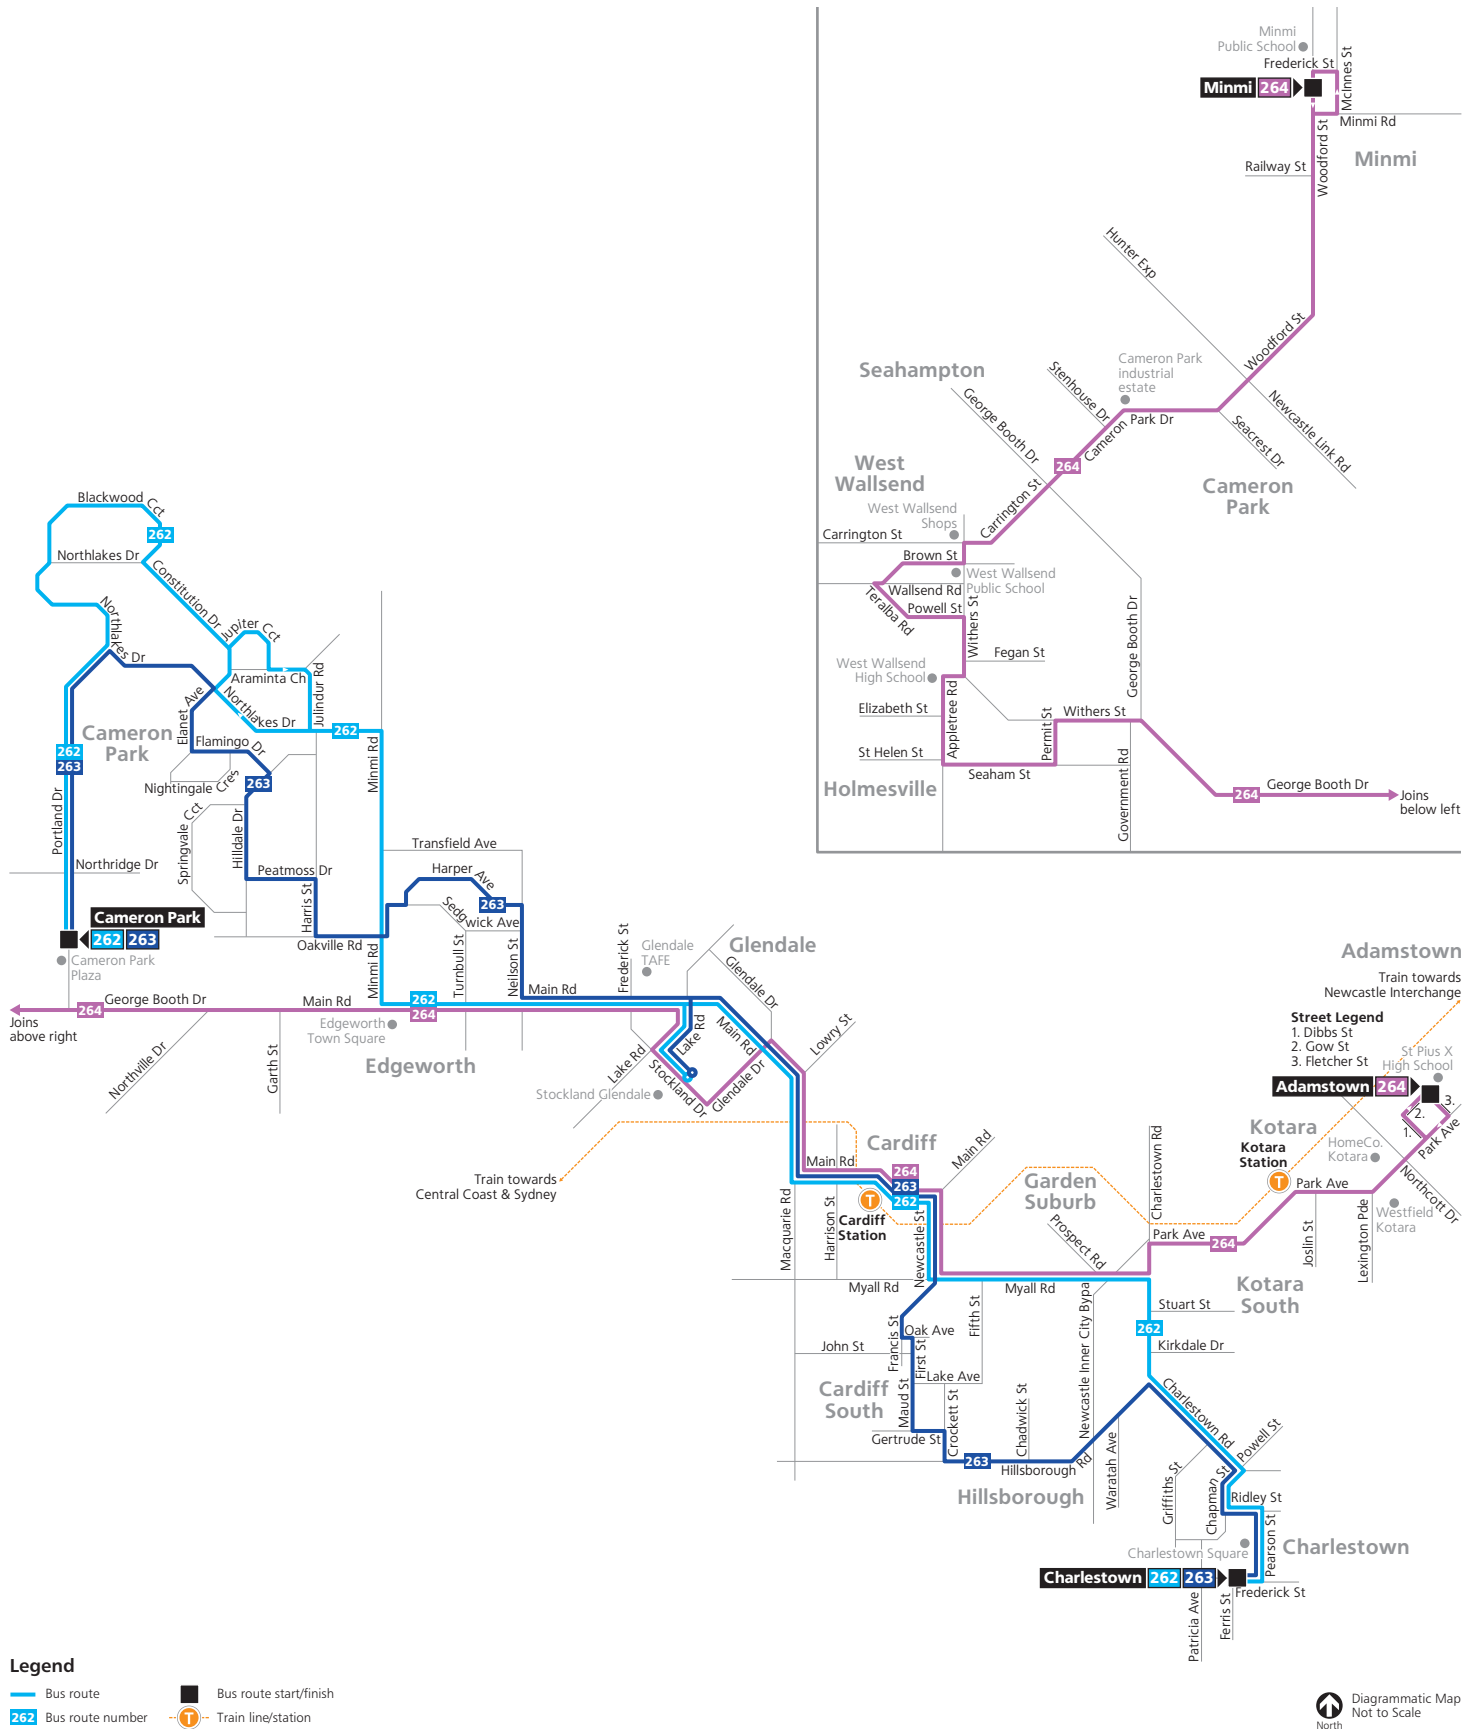 Minmi
Public School
Frederick St
McInnes St
Minmi 264
Minmi Rd
Minmi
Woodford St
Railway St
Hunter Exp
Woodford St
Seahampton
Cameron Park
industrial
estate
Stenhouse Dr
George Booth Dr
Park Dr
Cameron
Newcastle Link Rd
Seacrest Dr
264
West
Wallsend
Cameron
Park
West Wallsend
Shops
Carrington St
Carrington St
Brown St
West Wallsend
Public School
Wallsend Rd
Teralba Rd
Powell St
Withers St
George Booth Dr
Fegan St
West Wallsend
High School
Elizabeth St
Appletree Rd
Withers St
Permit St
St Helen St
Seaham St
Government Rd
Holmesville
George Booth Dr
264
Joins
below left
Blackwood Cct
262
Northlakes Dr
Constitution Dr
Northlakes Dr
Jupiter Cct
Araminta Ch
Julindur Rd
Northlakes Dr
262
Elanet Ave
Cameron
Park
Flamingo Dr
Minmi Rd
262
263
Nightingale Cres
263
Portland Dr
Springvale Cct
Hilldale Dr
Northridge Dr
Peatmoss Dr
Harris St
Transfield Ave
Harper Ave
263
Sedgwick Ave
Cameron Park
262 263
Oakville Rd
Cameron Park
Plaza
Minmi Rd
Turnbull St
Neilson St
Frederick St
Glendale
TAFE
Glendale
Glendale Dr
Main Rd
George Booth Dr
264
Main Rd
262
264
Joins
above right
Northville Dr
Garth St
Edgeworth
Town Square
Edgeworth
Lake Rd
Lake Rd
Main Rd
Lowry St
Stockland Glendale
Stockland Dr
Glendale Dr
Adamstown
Train towards
Newcastle Interchange
Street Legend
1. Dibbs St
2. Gow St
3. Fletcher St
St Pius X
High School
Adamstown 264
3.
2.
1.
Park Ave
Kotara
Kotara
Station
T
HomeCo.
Kotara
Northcott Dr
Park Ave
Westfield
Kotara
Joslin St
Lexington Pde
Kotara
South
Cardiff
Main Rd
Main Rd
264
263
262
Train towards
Central Coast & Sydney
T
Cardiff
Station
Macquarie Rd
Harrison St
Newcastle St
Garden
Suburb
Charlestown Rd
Prospect Rd
Park Ave
264
Myall Rd
Myall Rd
Stuart St
262
Kirkdale Dr
Newcastle Inner City Bypa
Fifth St
Francis St
Oak Ave
John St
First St
Lake Ave
Cardiff
South
Maud St
Gertrude St
Crockett St
Chadwick St
263
Hillsborough Rd
Hillsborough
Waratah Ave
Charlestown Rd
Powell St
Griffiths St
Chapman St
Ridley St
Pearson St
Charlestown Square
Charlestown
Charlestown 262 263
Frederick St
Patricia Ave
Ferris St
Legend
Bus route
Bus route start/finish
262 Bus route number
T Train line/station
North
Diagrammatic Map
Not to Scale